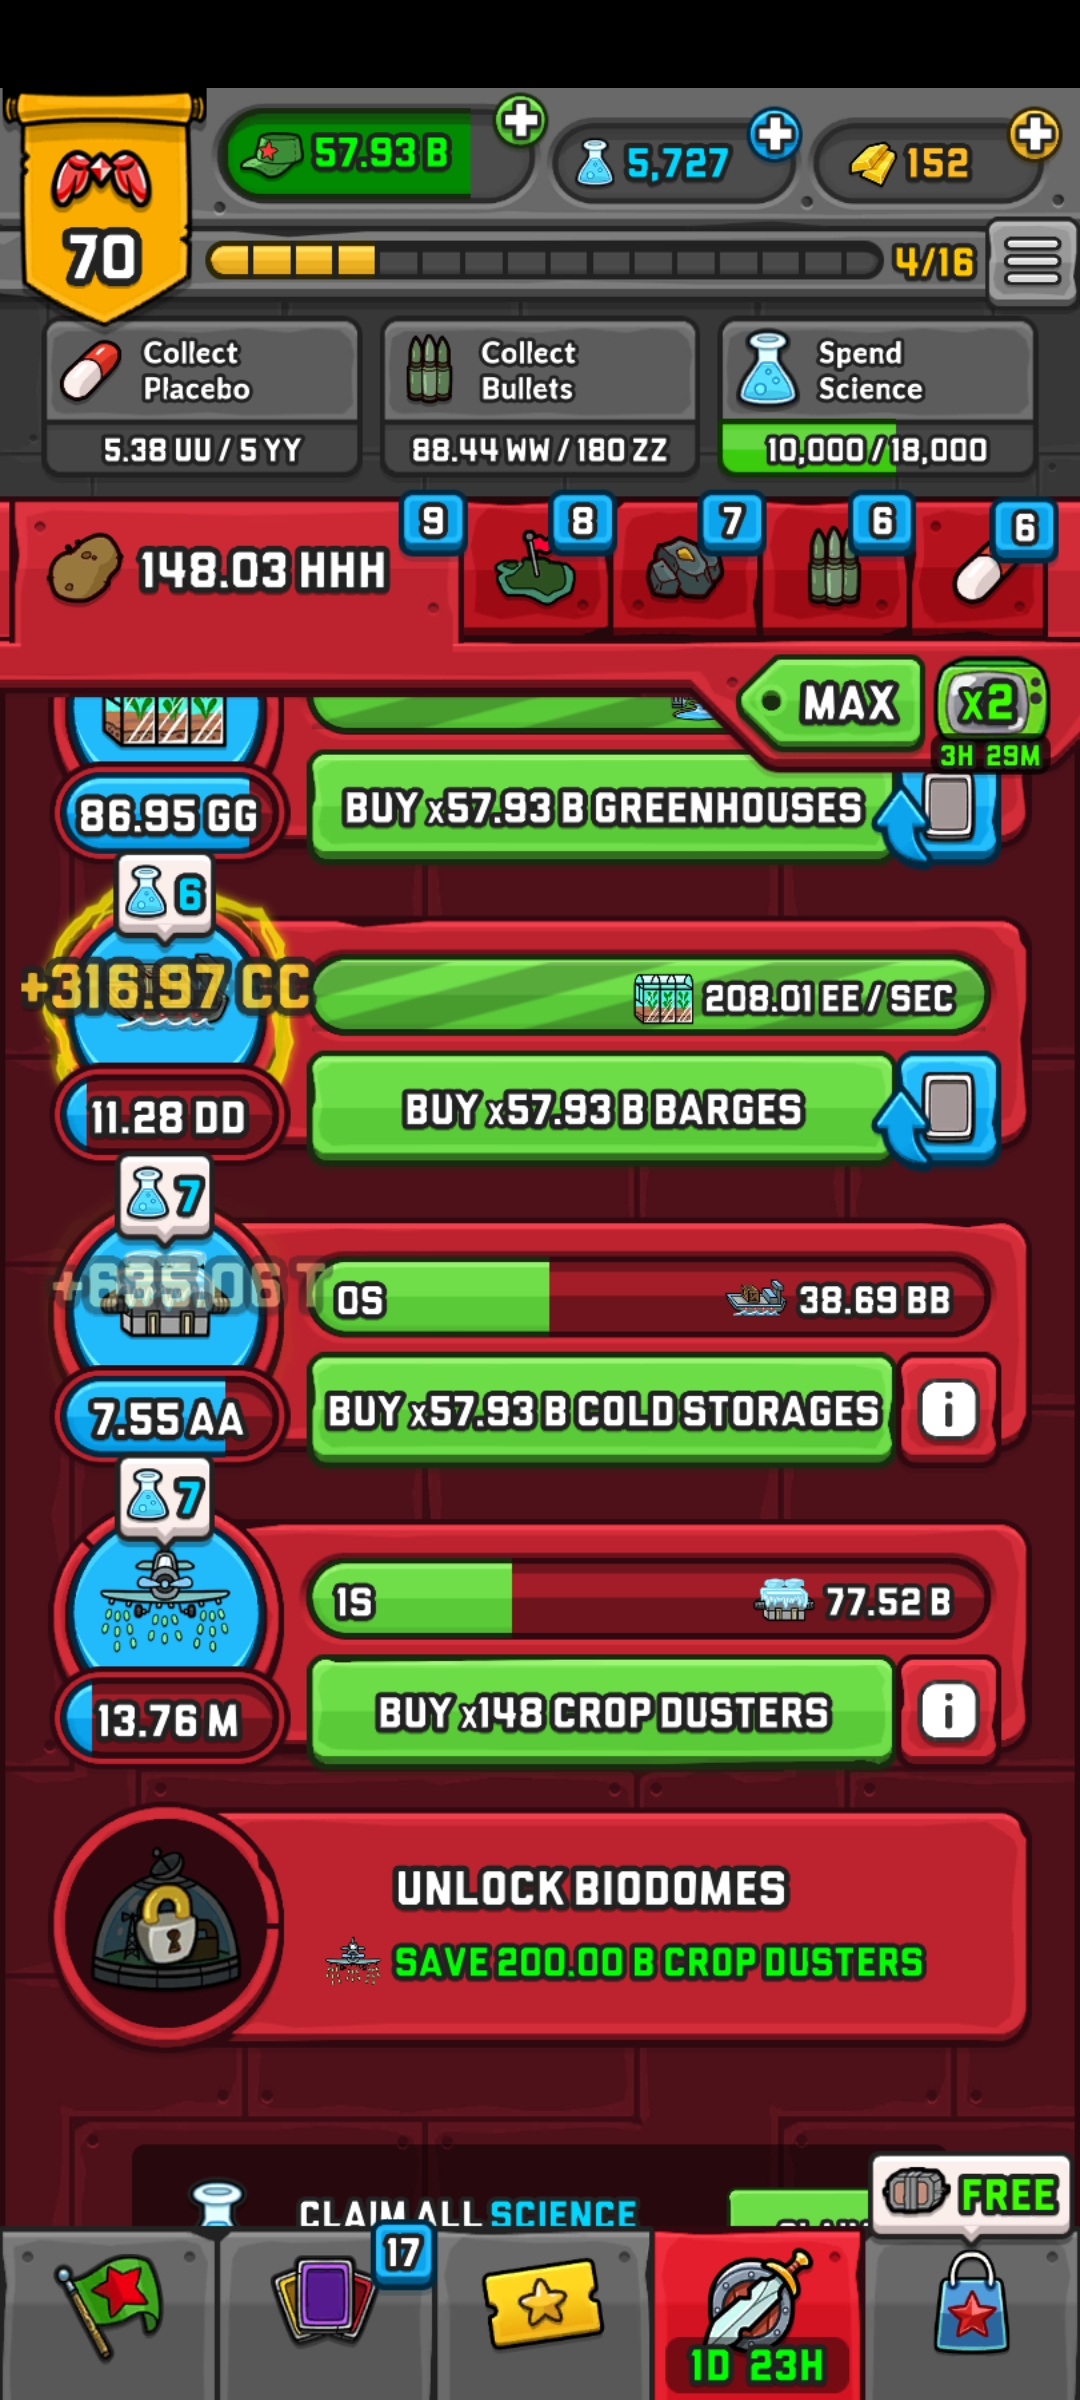 57.93 B
5,727
152
70
4/16
Collect
Placebo
5.38 UU / 5 YY
Collect
Bullets
88.44 WW / 180 ZZ
Spend
Science
10,000 / 18,000
148.03 HHH
9
8
7
6
6
MAX
x2
3H 29M
86.95 GG
BUY x57.93 B GREENHOUSES
6
+316.97 CC
208.01 EE / SEC
11.28 DD
BUY x57.93 B BARGES
7
+635.06 T
0S
38.69 BB
7.55 AA
BUY x57.93 B COLD STORAGES
i
7
1S
77.52 B
13.76 M
BUY x148 CROP DUSTERS
i
UNLOCK BIODOMES
SAVE 200.00 B CROP DUSTERS
CLAIM ALL SCIENCE
FREE
17
1D 23H